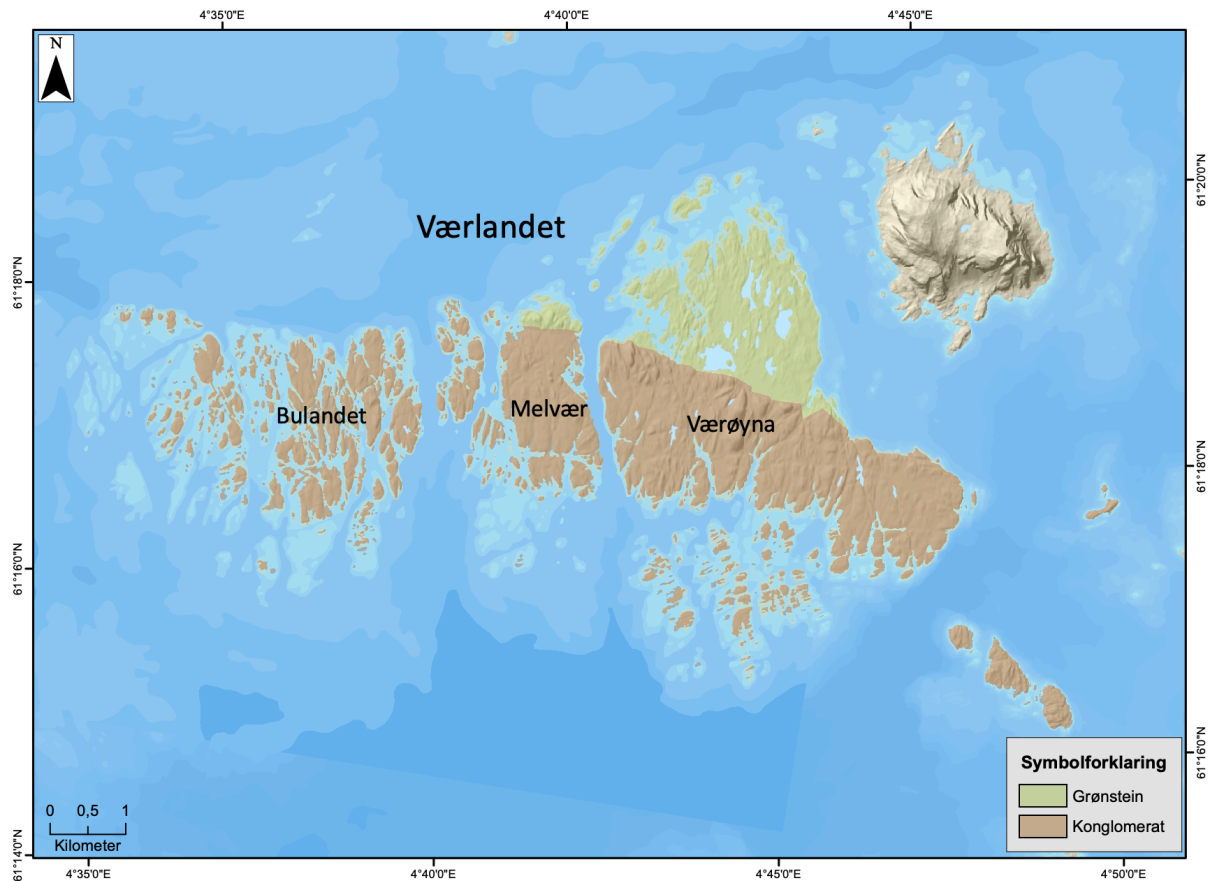 4°35'0"E
4°40'0"E
4°45'0"E
N
61°20'0"N
Værlandet
61°18'0"N
Bulandet
Melvær
Værøyna
61°18'0"N
61°16'0"N
Symbolforklaring
Grønstein
Konglomerat
61°16'0"N
0 0,5 1
Kilometer
61°14'0"N
4°35'0"E
4°40'0"E
4°45'0"E
4°50'0"E